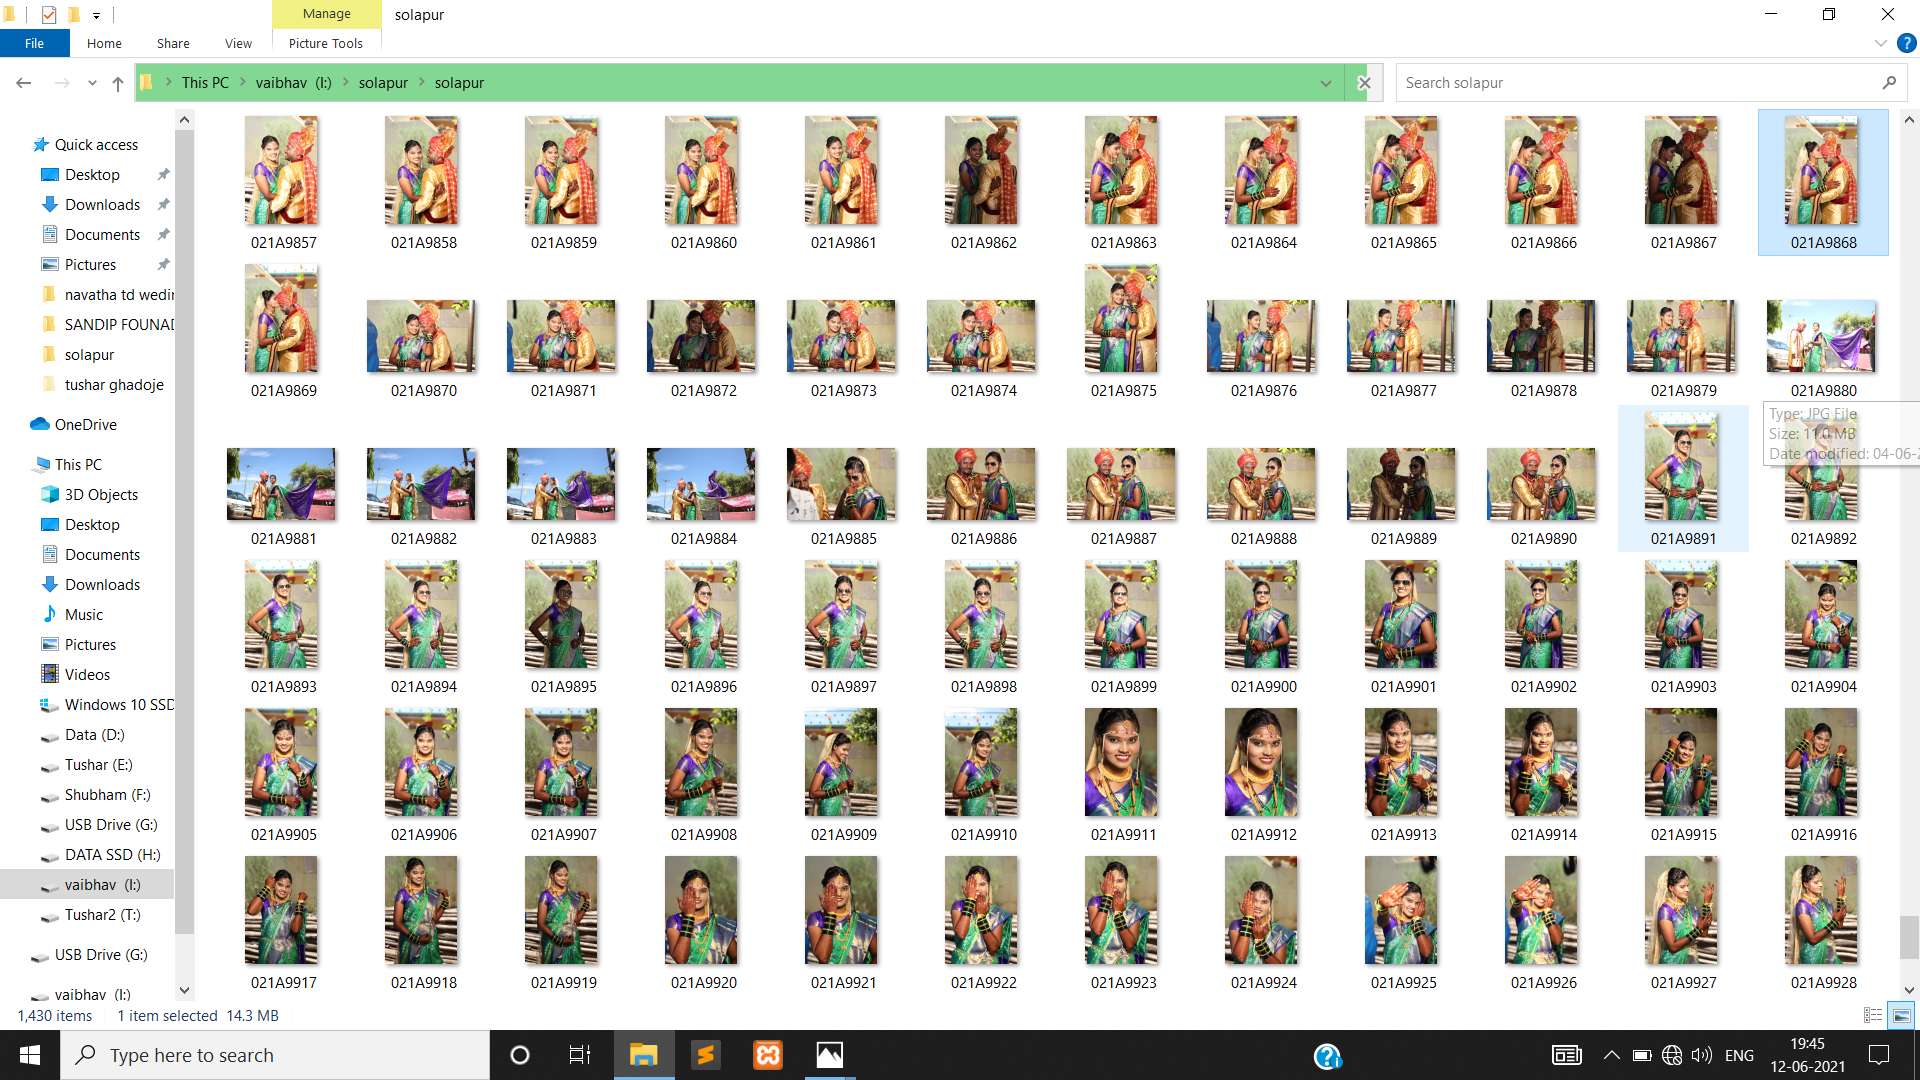 Manage
solapur
File
Home
Share
View
Picture Tools
This PC
vaibhav (I:)
solapur
solapur
Search solapur
Quick access
Desktop
Downloads
Documents
Pictures
navatha td wedin
SANDIP FOUNAD
solapur
tushar ghadoje
OneDrive
This PC
3D Objects
Desktop
Documents
Downloads
Music
Pictures
Videos
Windows 10 SSD
Data (D:)
Tushar (E:)
Shubham (F:)
USB Drive (G:)
DATA SSD (H:)
vaibhav (I:)
Tushar2 (T:)
USB Drive (G:)
vaibhav (I:)
021A9857 021A9858 021A9859 021A9860 021A9861 021A9862 021A9863 021A9864 021A9865 021A9866 021A9867 021A9868
021A9869 021A9870 021A9871 021A9872 021A9873 021A9874 021A9875 021A9876 021A9877 021A9878 021A9879 021A9880
Type: JPG File
Size: 11.0 MB
Date modified: 04-06-2
021A9881 021A9882 021A9883 021A9884 021A9885 021A9886 021A9887 021A9888 021A9889 021A9890 021A9891 021A9892
021A9893 021A9894 021A9895 021A9896 021A9897 021A9898 021A9899 021A9900 021A9901 021A9902 021A9903 021A9904
021A9905 021A9906 021A9907 021A9908 021A9909 021A9910 021A9911 021A9912 021A9913 021A9914 021A9915 021A9916
021A9917 021A9918 021A9919 021A9920 021A9921 021A9922 021A9923 021A9924 021A9925 021A9926 021A9927 021A9928
1,430 items 1 item selected 14.3 MB
Type here to search
ENG
19:45
12-06-2021